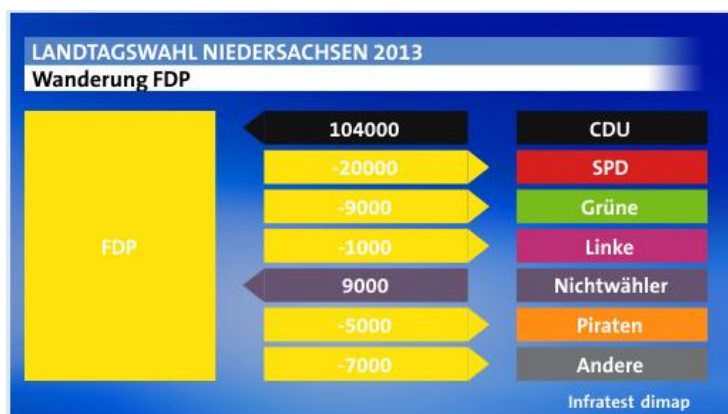 LANDTAGSWAHL NIEDERSACHSEN 2013
Wanderung FDP
FDP
104000 CDU
-20000 SPD
-9000 Grüne
-1000 Linke
9000 Nichtwähler
-5000 Piraten
-7000 Andere
Infratest dimap